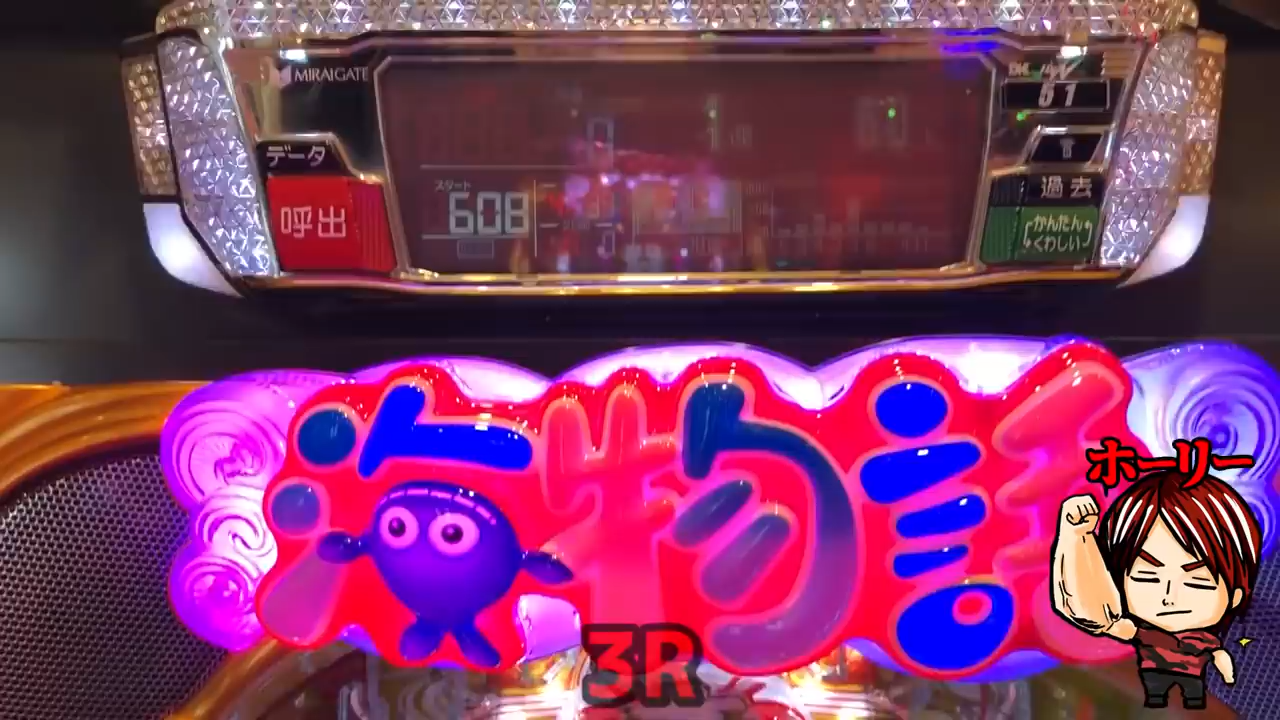 MIRAIGATE
51
データ
呼出
スタート
608
過去
かんたん
くわしい
海物語
ホーリー
3R